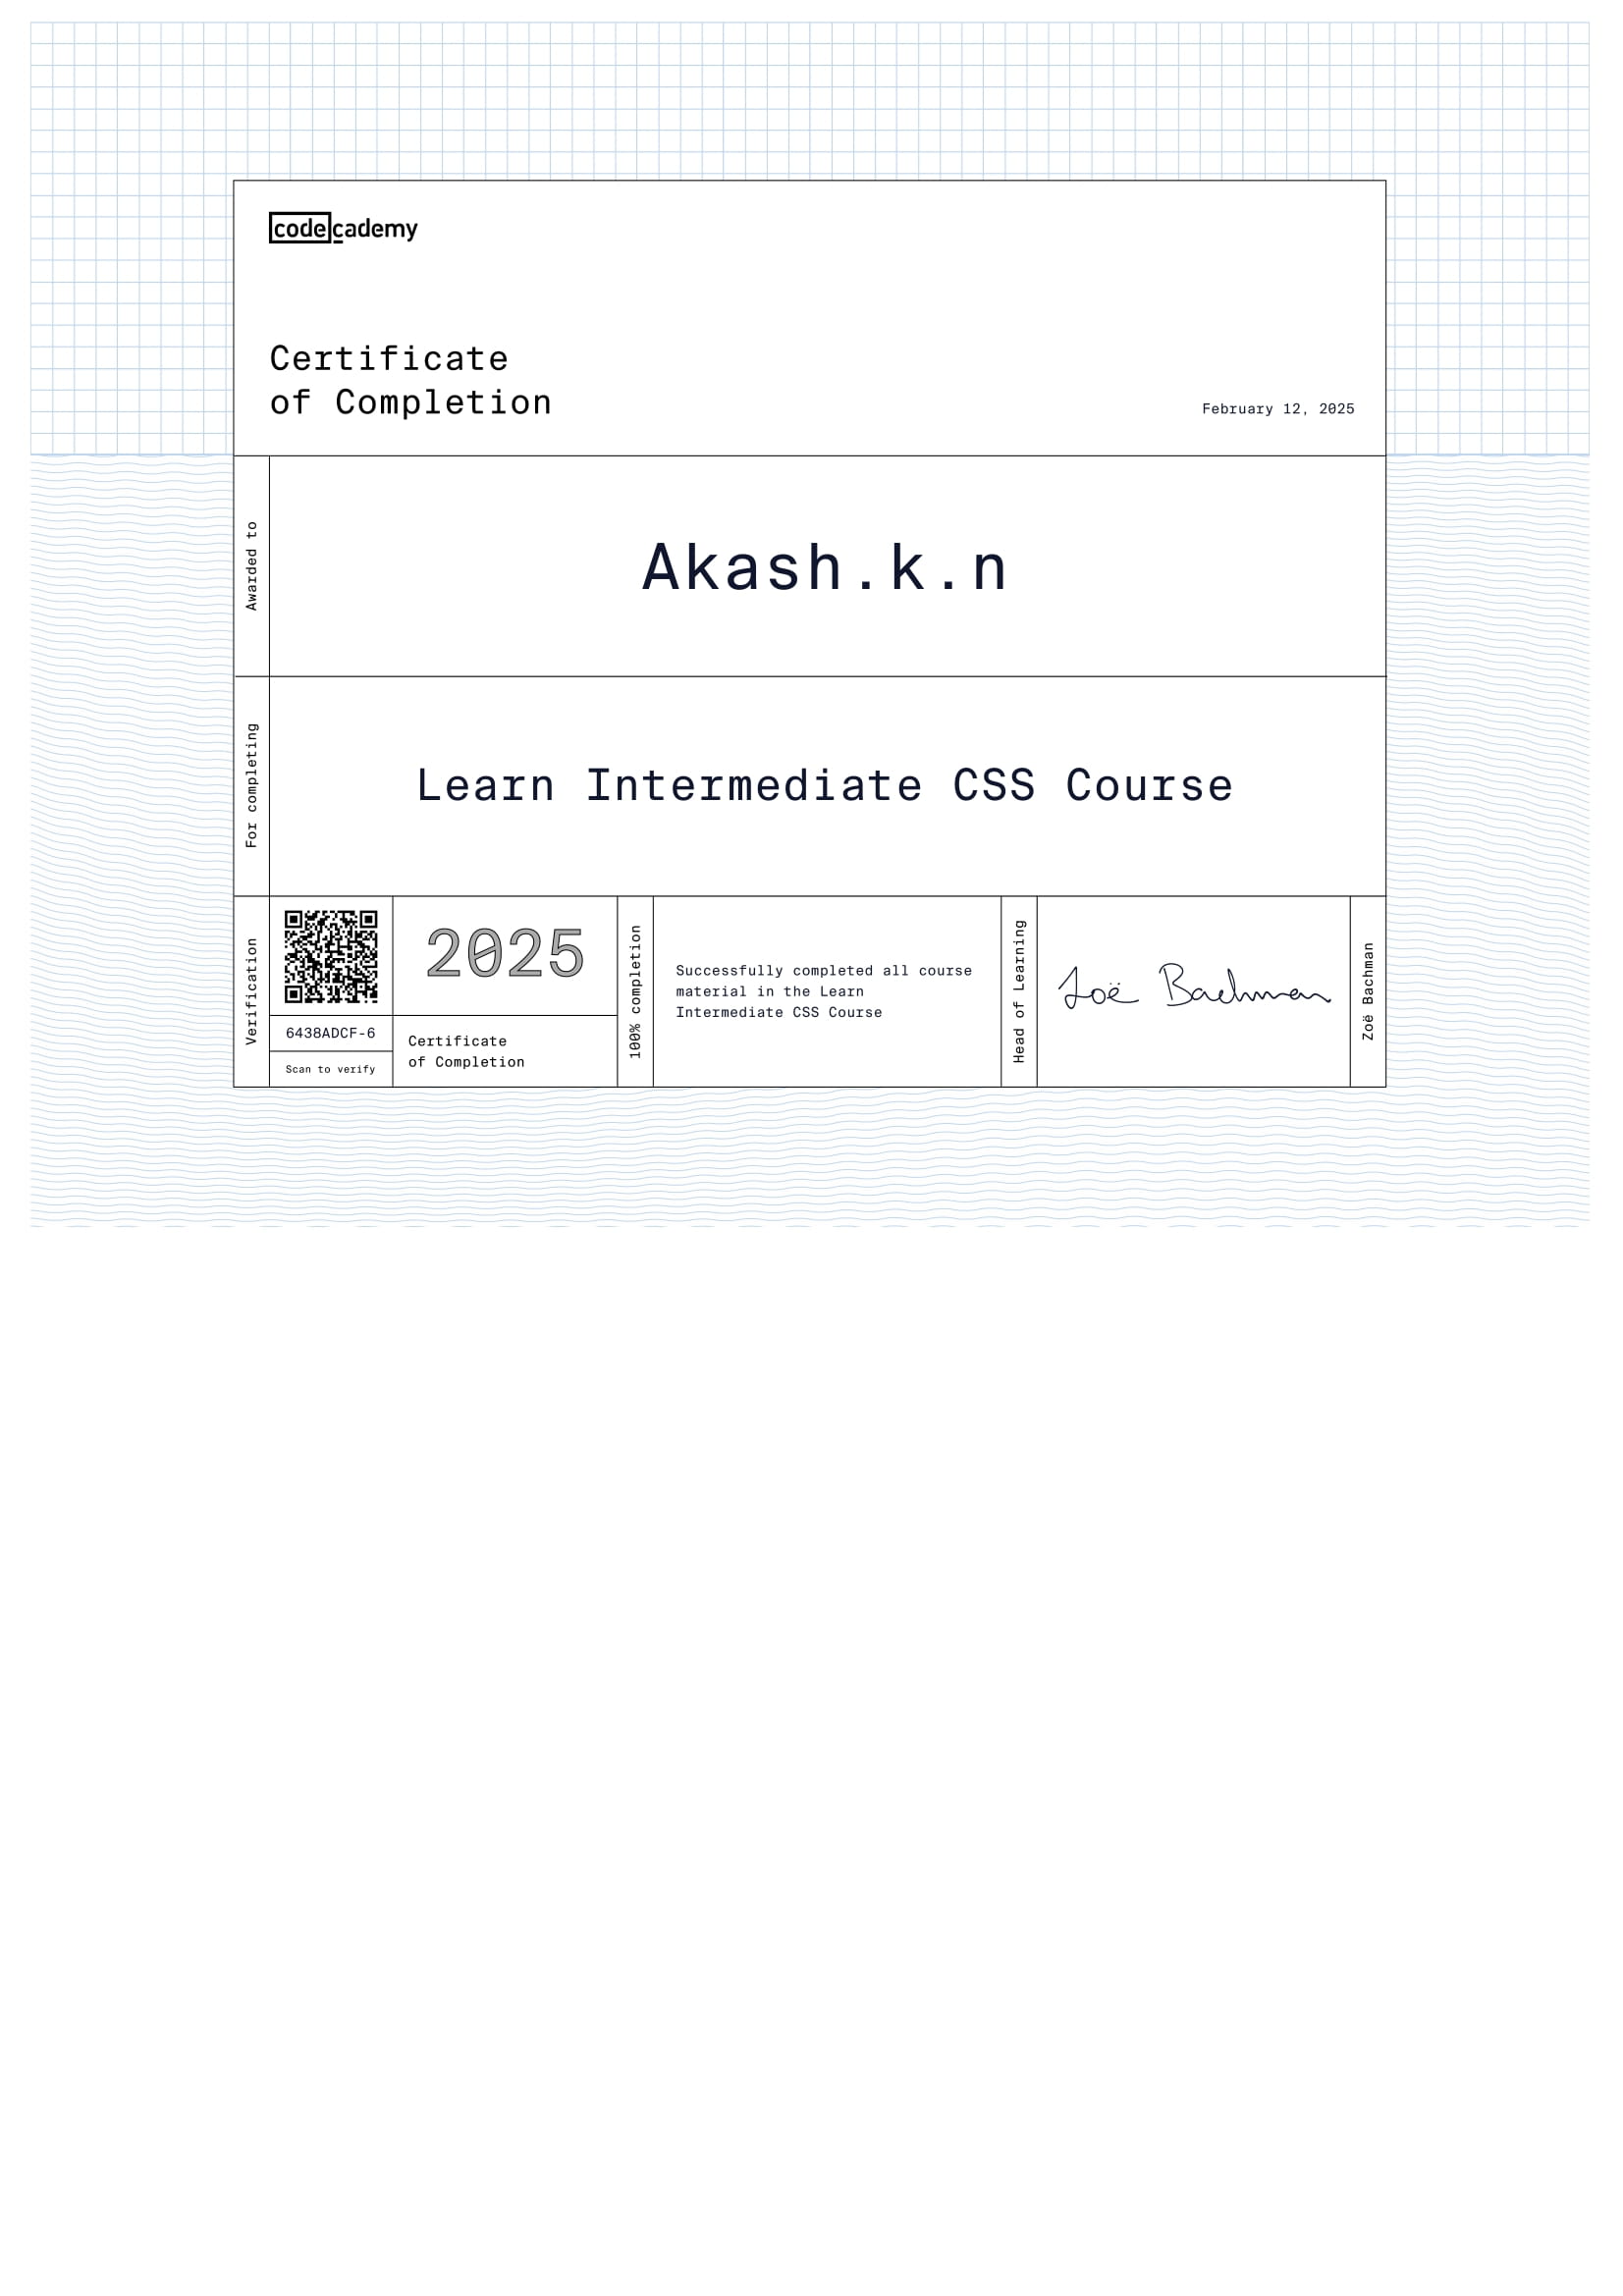 codecademy
Certificate
of Completion
February 12, 2025
Awarded to
Akash.k.n
For completing
Learn Intermediate CSS Course
Verification
6438ADCF-6
Scan to verify
2025
Certificate
of Completion
100% completion
Successfully completed all course
material in the Learn
Intermediate CSS Course
Head of Learning
Zoë Bachman
Zoë Bachman